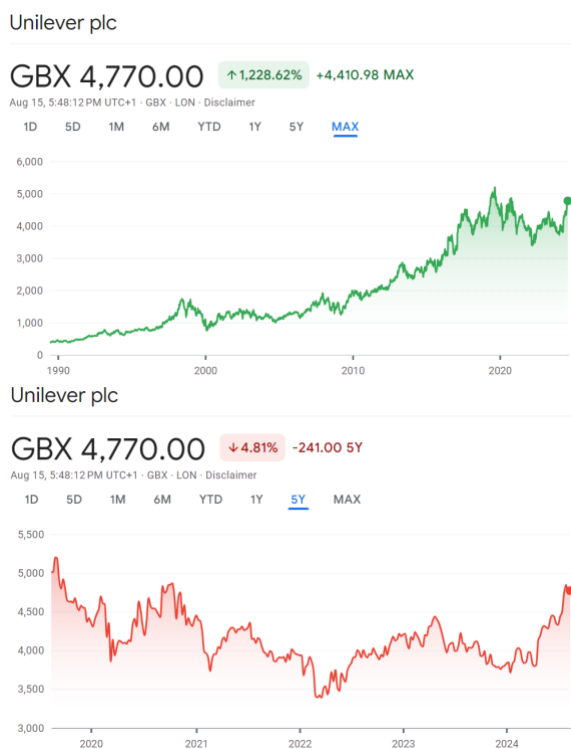 Unilever plc
GBX 4,770.00 ↑1,228.62% +4,410.98 MAX
Aug 15, 5:48:12 PM UTC+1 · GBX · LON · Disclaimer
1D 5D 1M 6M YTD 1Y 5Y MAX
6,000
5,000
4,000
3,000
2,000
1,000
0
1990 2000 2010 2020
Unilever plc
GBX 4,770.00 ↓4.81% -241.00 5Y
Aug 15, 5:48:12 PM UTC+1 · GBX · LON · Disclaimer
1D 5D 1M 6M YTD 1Y 5Y MAX
5,500
5,000
4,500
4,000
3,500
3,000
2020 2021 2022 2023 2024